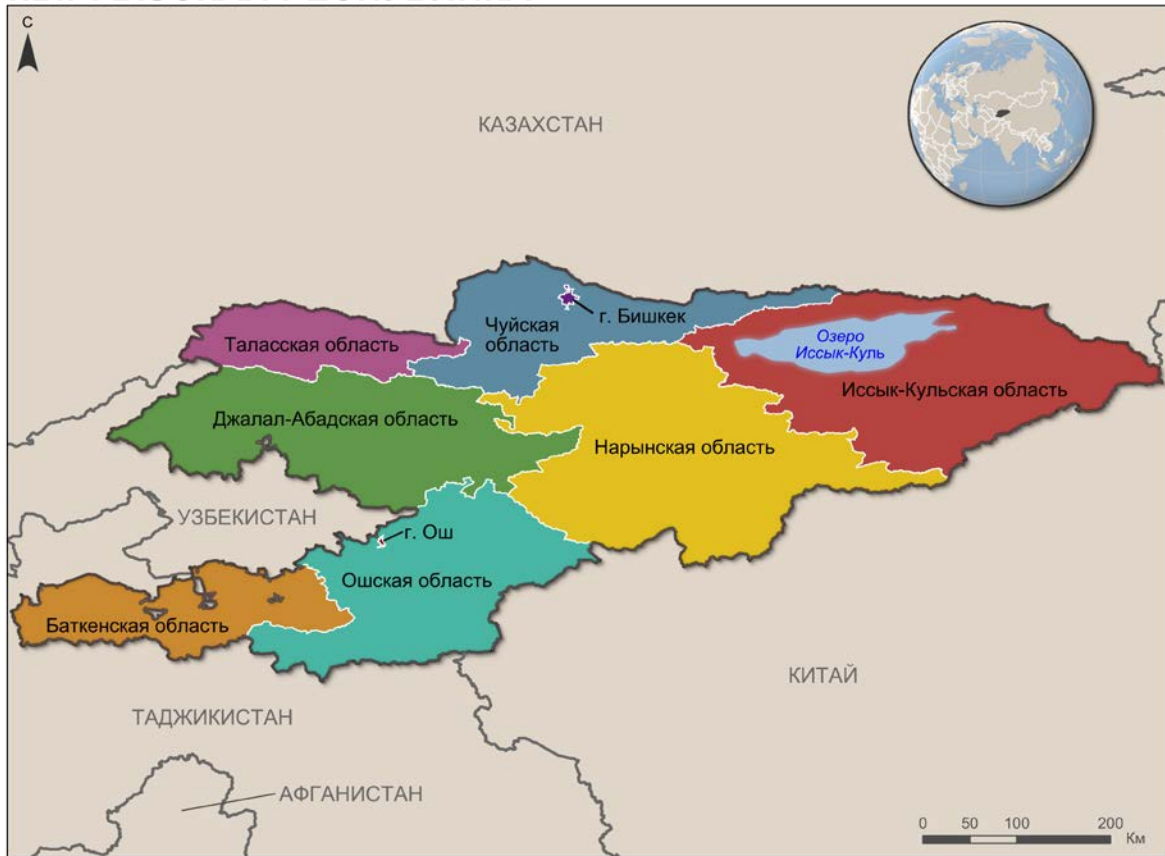 С
КАЗАХСТАН
г. Бишкек
Чуйская
область
Таласская область
Озеро
Иссык-Куль
Иссык-Кульская область
Джалал-Абадская область
Нарынская область
УЗБЕКИСТАН
г. Ош
Ошская область
Баткенская область
КИТАЙ
ТАДЖИКИСТАН
АФГАНИСТАН
0 50 100 200
Км